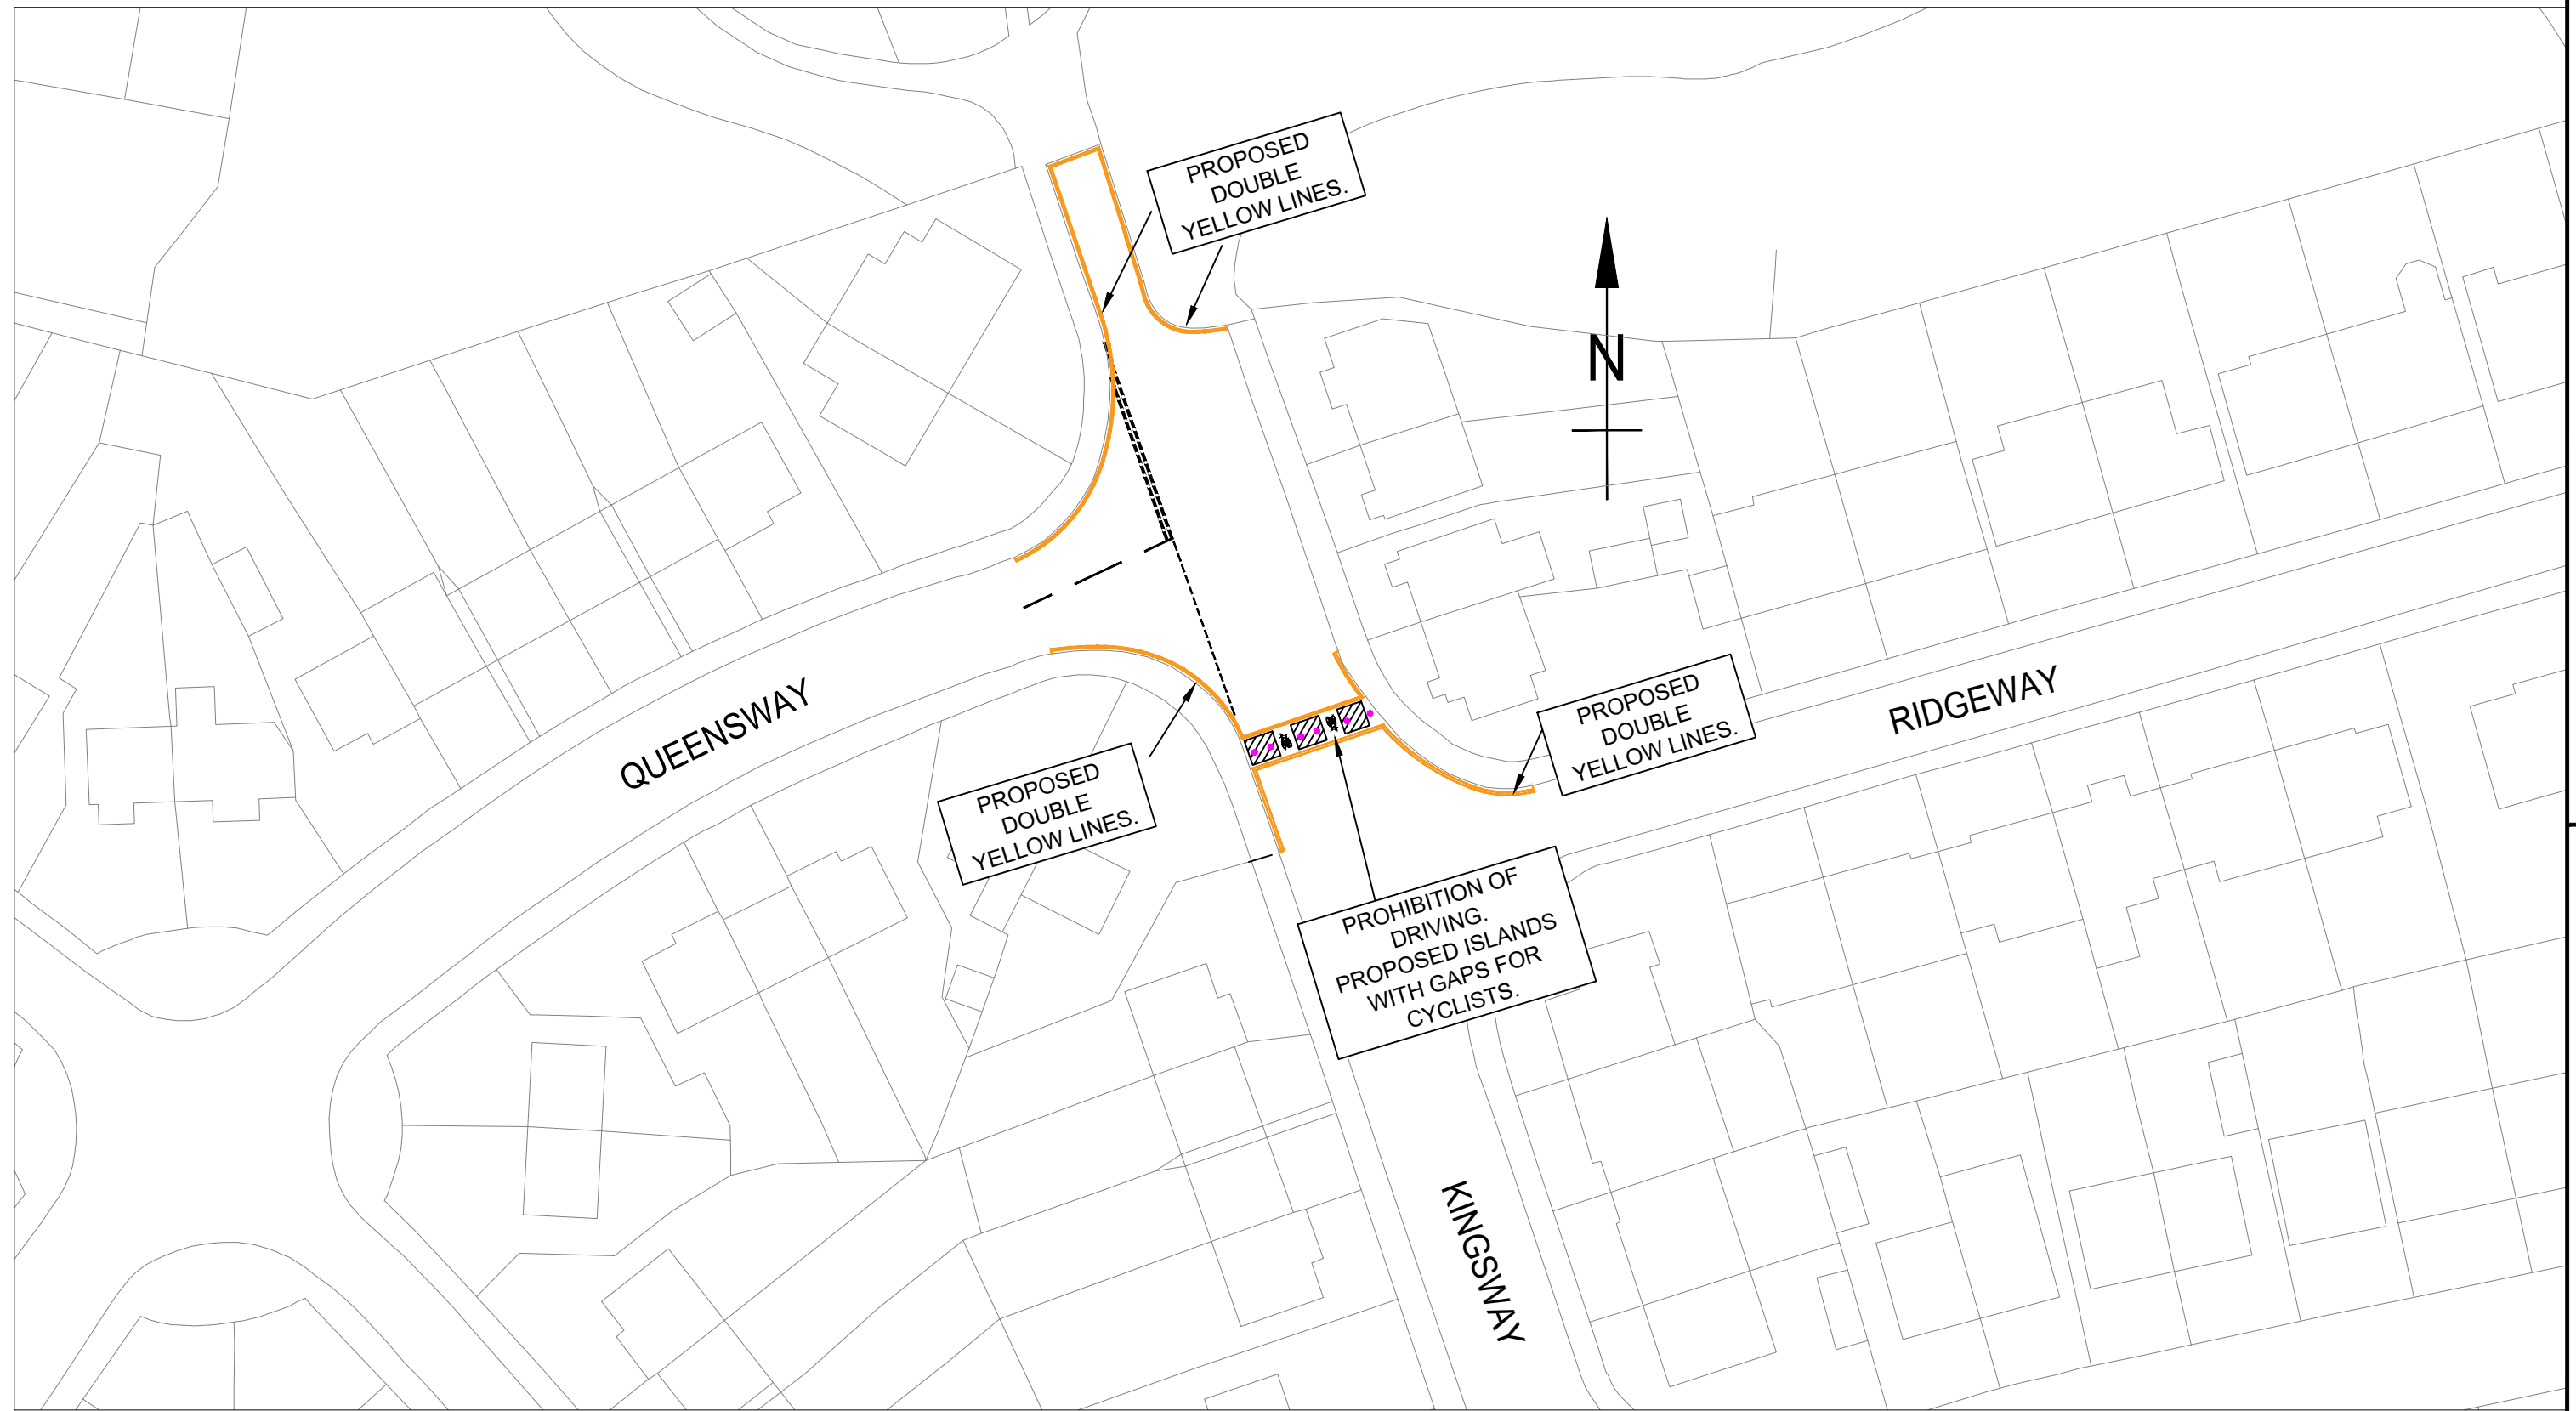 PROPOSED
DOUBLE
YELLOW LINES.
N
QUEENSWAY
RIDGEWAY
PROPOSED
DOUBLE
YELLOW LINES.
PROPOSED
DOUBLE
YELLOW LINES.
PROHIBITION OF
DRIVING.
PROPOSED ISLANDS
WITH GAPS FOR
CYCLISTS.
KINGSWAY